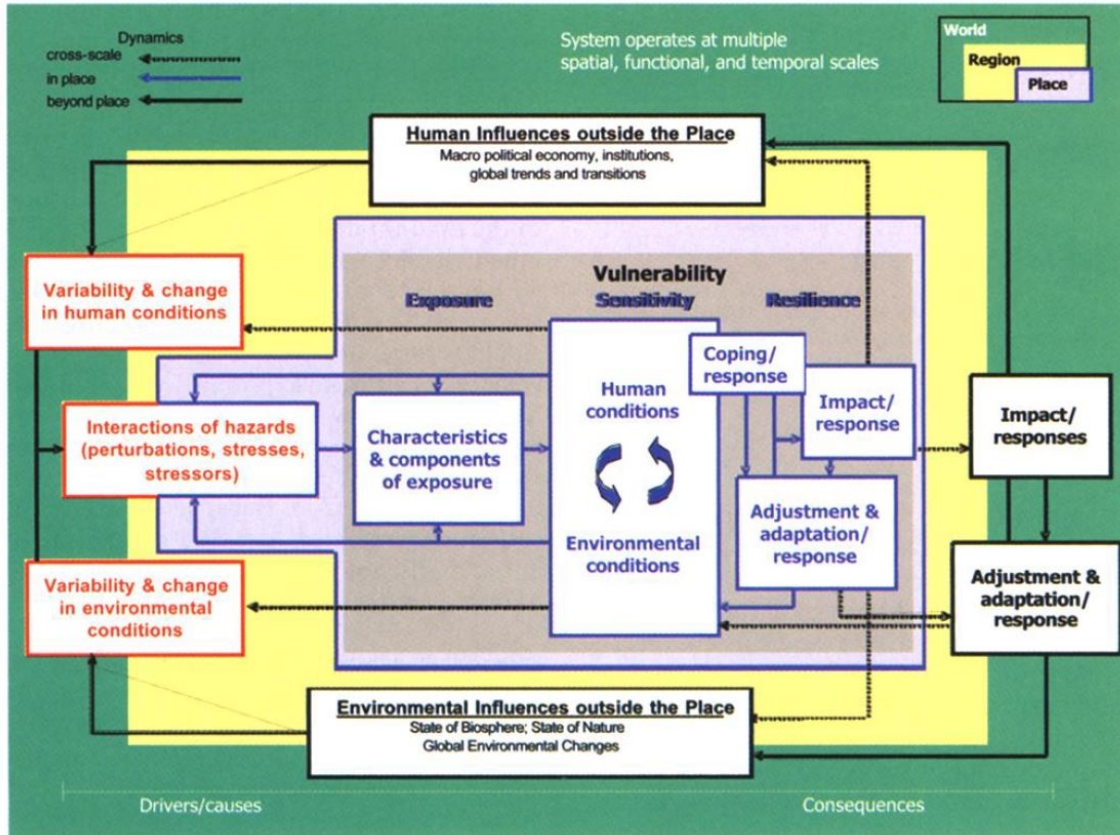 Dynamics
cross-scale
in place
beyond place
System operates at multiple
spatial, functional, and temporal scales
World
Region
Place
Human Influences outside the Place
Macro political economy, institutions,
global trends and transitions
Variability & change
in human conditions
Vulnerability
Exposure
Sensitivity
Resilience
Coping/
response
Human
conditions
Impact/
response
Impact/
responses
Interactions of hazards
(perturbations, stresses,
stressors)
Characteristics
& components
of exposure
Environmental
conditions
Adjustment &
adaptation/
response
Adjustment &
adaptation/
response
Variability & change
in environmental
conditions
Environmental Influences outside the Place
State of Biosphere; State of Nature
Global Environmental Changes
Drivers/causes
Consequences